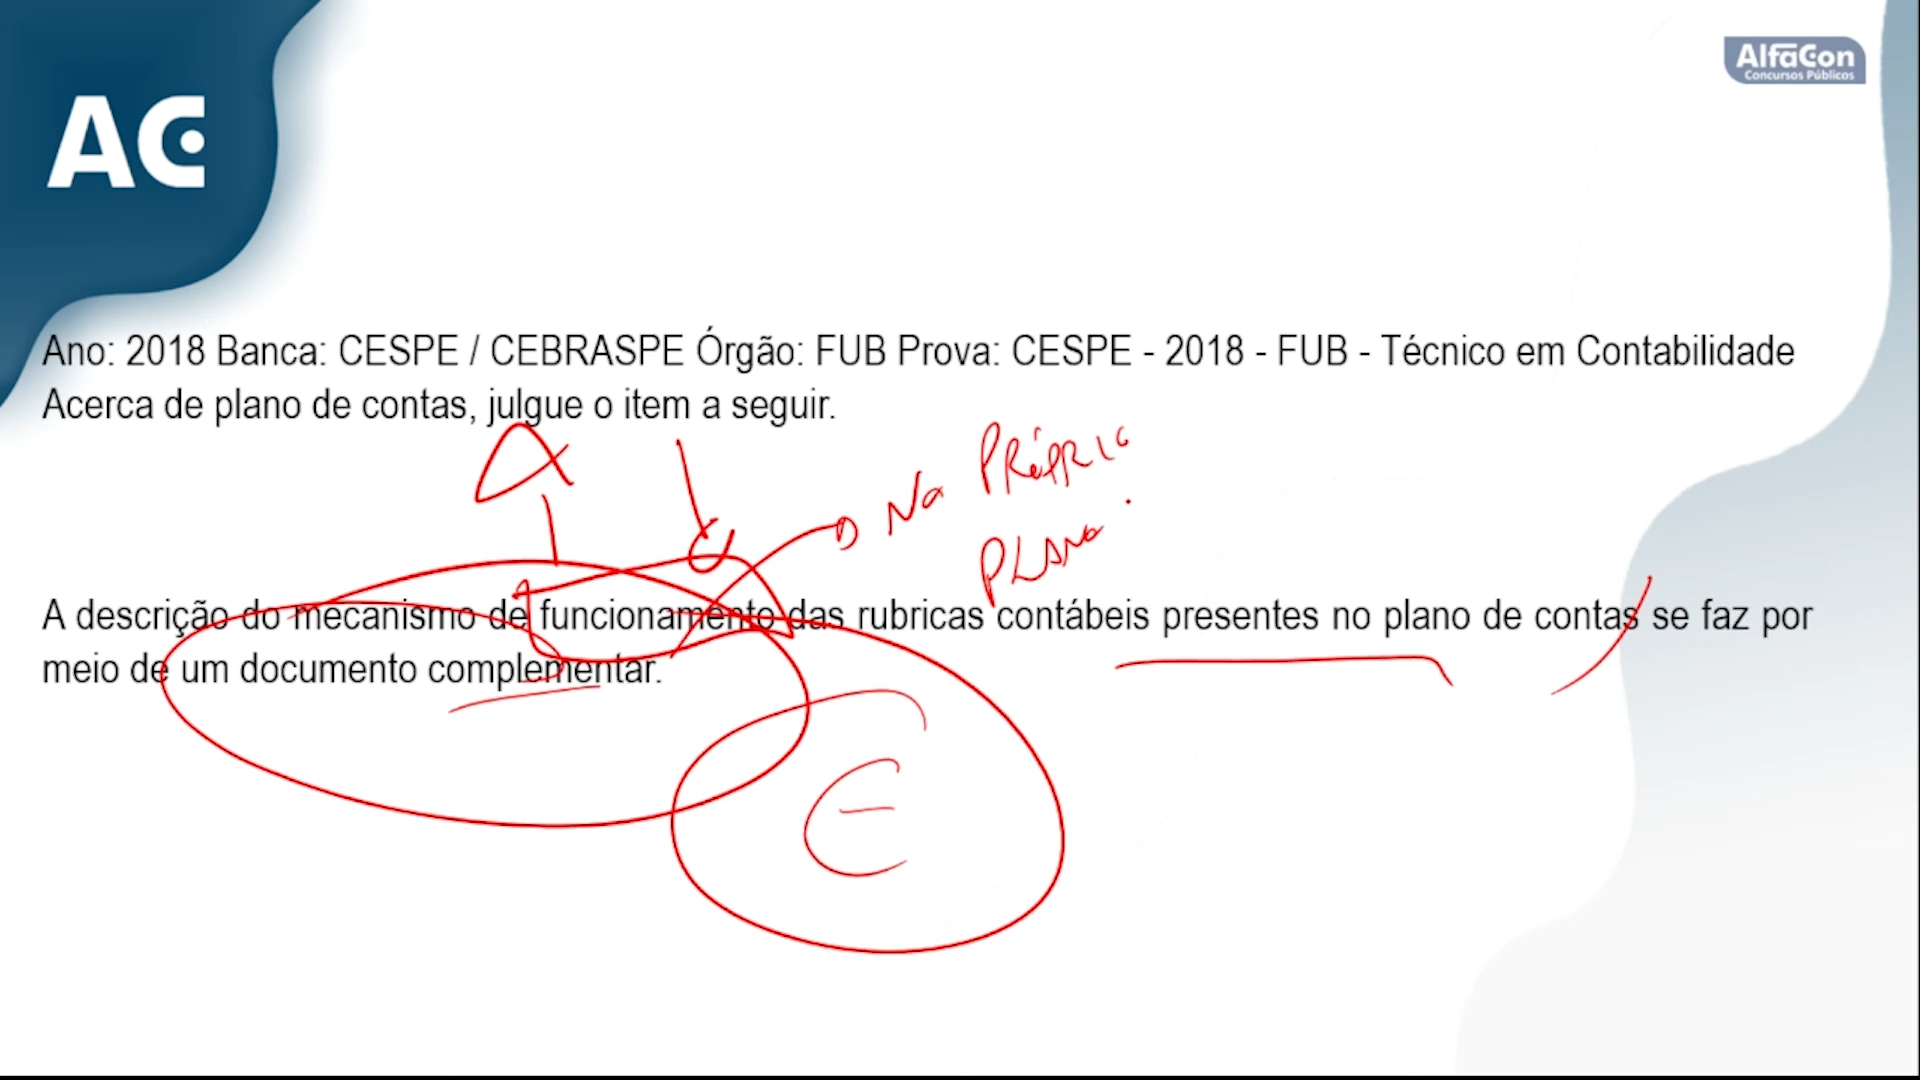 AC
AlfaCon
Concursos Públicos
Ano: 2018 Banca: CESPE / CEBRASPE Órgão: FUB Prova: CESPE - 2018 - FUB - Técnico em Contabilidade
Acerca de plano de contas, julgue o item a seguir.
No PRÓPRIO
PLANO
A descrição do mecanismo de funcionamento das rubricas contábeis presentes no plano de contas se faz por
meio de um documento complementar.
E